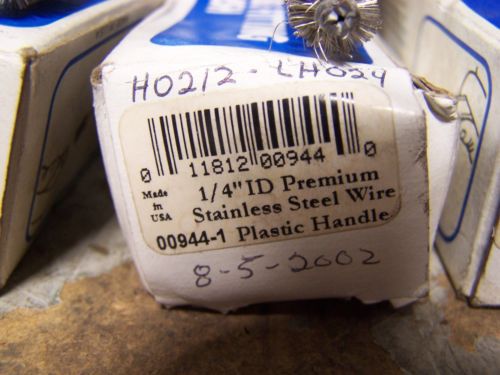 H0212-LH029
0 11812 00944 0
Made
in
USA
1/4" ID Premium
Stainless Steel Wire
00944-1 Plastic Handle
8-5-2002